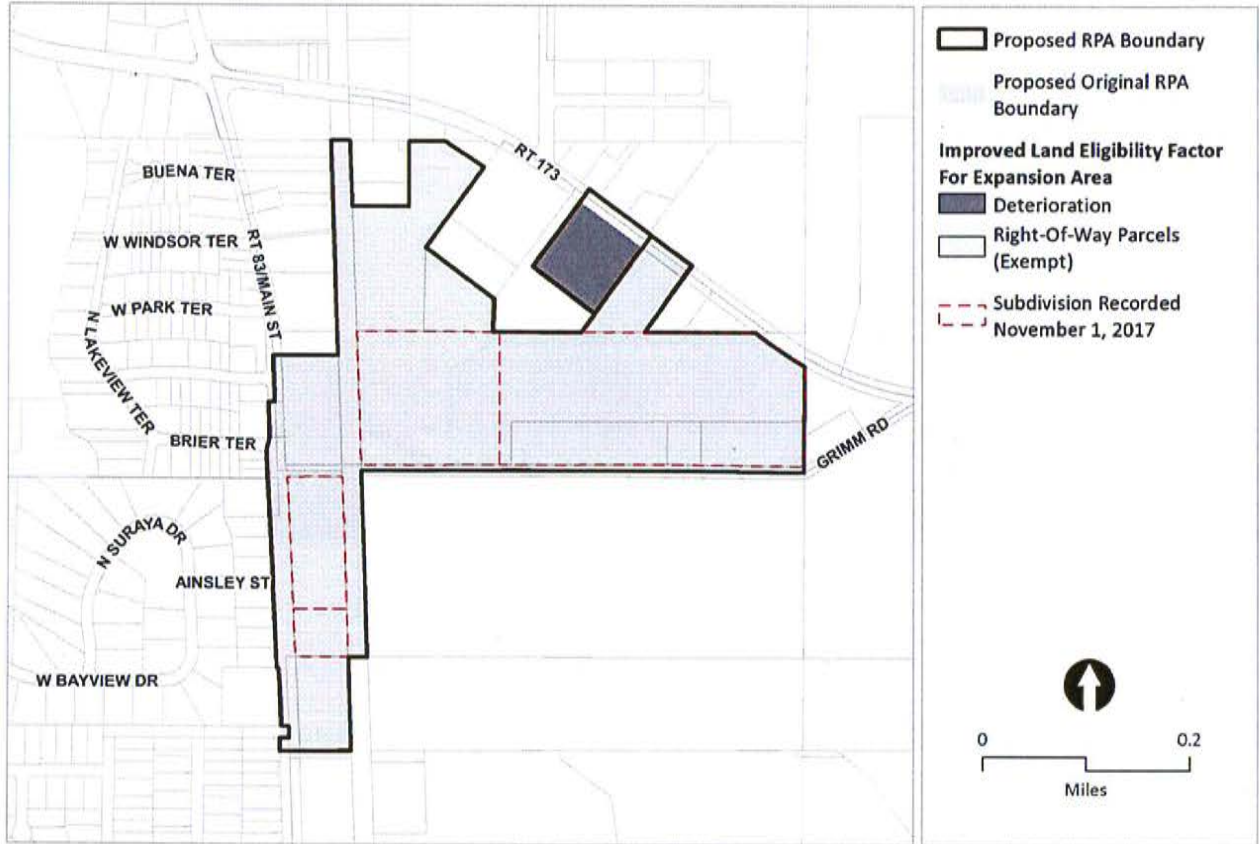 RT 173
BUENA TER
W WINDSOR TER
RT 83/MAIN ST
W PARK TER
N LAKEVIEW TER
BRIER TER
GRIMM RD
N SURAYA DR
AINSLEY ST
W BAYVIEW DR
Proposed RPA Boundary
Proposed Original RPA
Boundary
Improved Land Eligibility Factor
For Expansion Area
Deterioration
Right-Of-Way Parcels
(Exempt)
Subdivision Recorded
November 1, 2017
0
0.2
Miles